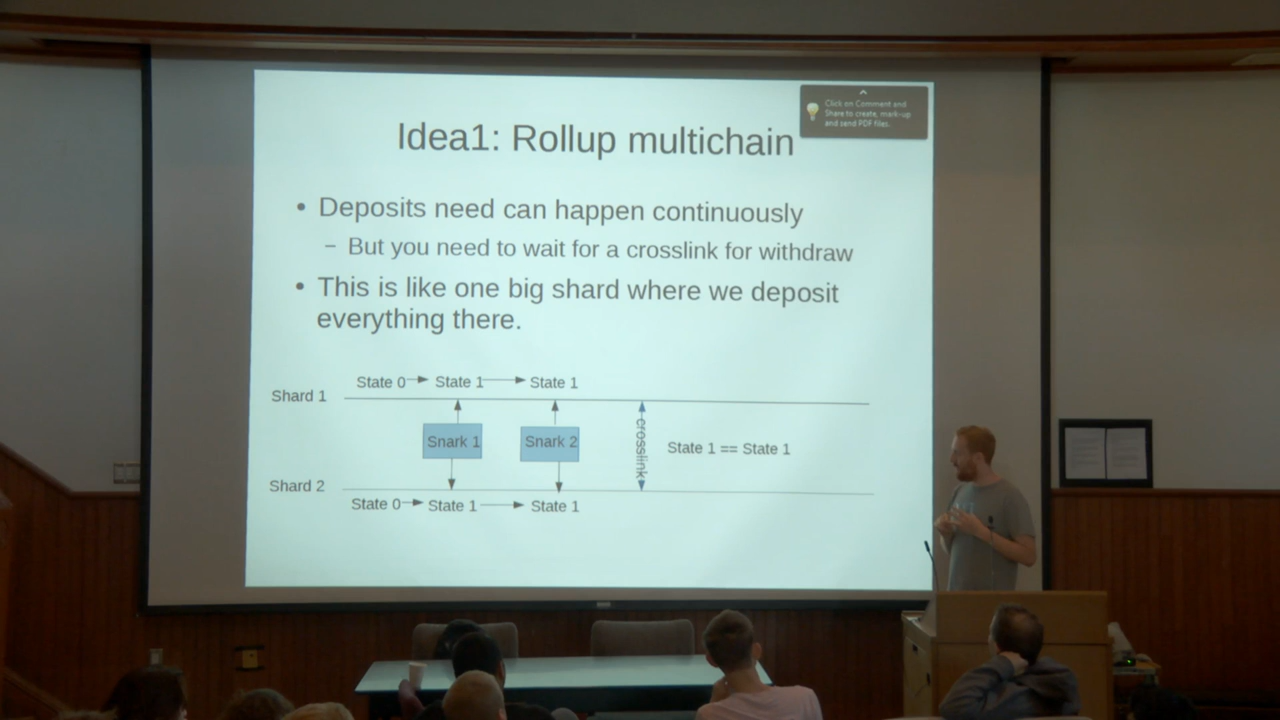 Click on Comment and
Share to create, mark-up
and send PDF files.
Idea1: Rollup multichain
• Deposits need can happen continuously
– But you need to wait for a crosslink for withdraw
• This is like one big shard where we deposit
everything there.
State 0 State 1 State 1
Shard 1
Snark 1 Snark 2 crosslink State 1 == State 1
Shard 2
State 0 State 1 State 1